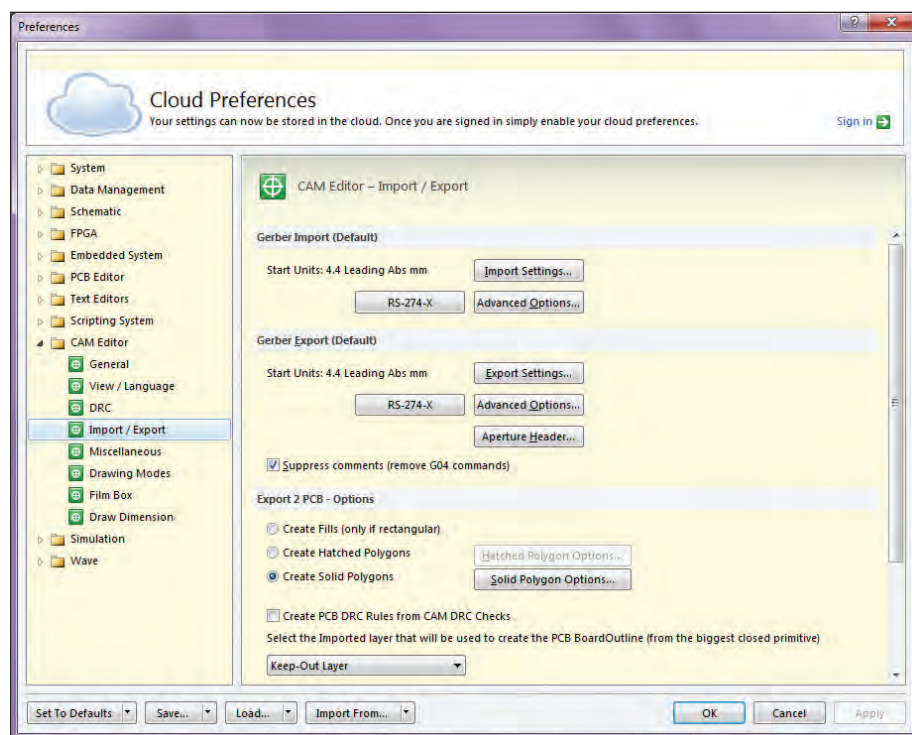 Preferences
?
Cloud Preferences
Your settings can now be stored in the cloud. Once you are signed in simply enable your cloud preferences.
Sign in
System
Data Management
Schematic
FPGA
Embedded System
PCB Editor
Text Editors
Scripting System
CAM Editor
General
View / Language
DRC
Import / Export
Miscellaneous
Drawing Modes
Film Box
Draw Dimension
Simulation
Wave
CAM Editor – Import / Export
Gerber Import (Default)
Start Units: 4.4 Leading Abs mm Import Settings...
RS-274-X Advanced Options...
Gerber Export (Default)
Start Units: 4.4 Leading Abs mm Export Settings...
RS-274-X Advanced Options...
Aperture Header...
Suppress comments (remove G04 commands)
Export 2 PCB - Options
Create Fills (only if rectangular)
Create Hatched Polygons Hatched Polygon Options...
Create Solid Polygons Solid Polygon Options...
Create PCB DRC Rules from CAM DRC Checks
Select the Imported layer that will be used to create the PCB BoardOutline (from the biggest closed primitive)
Keep-Out Layer
Set To Defaults Save... Load... Import From... OK Cancel Apply